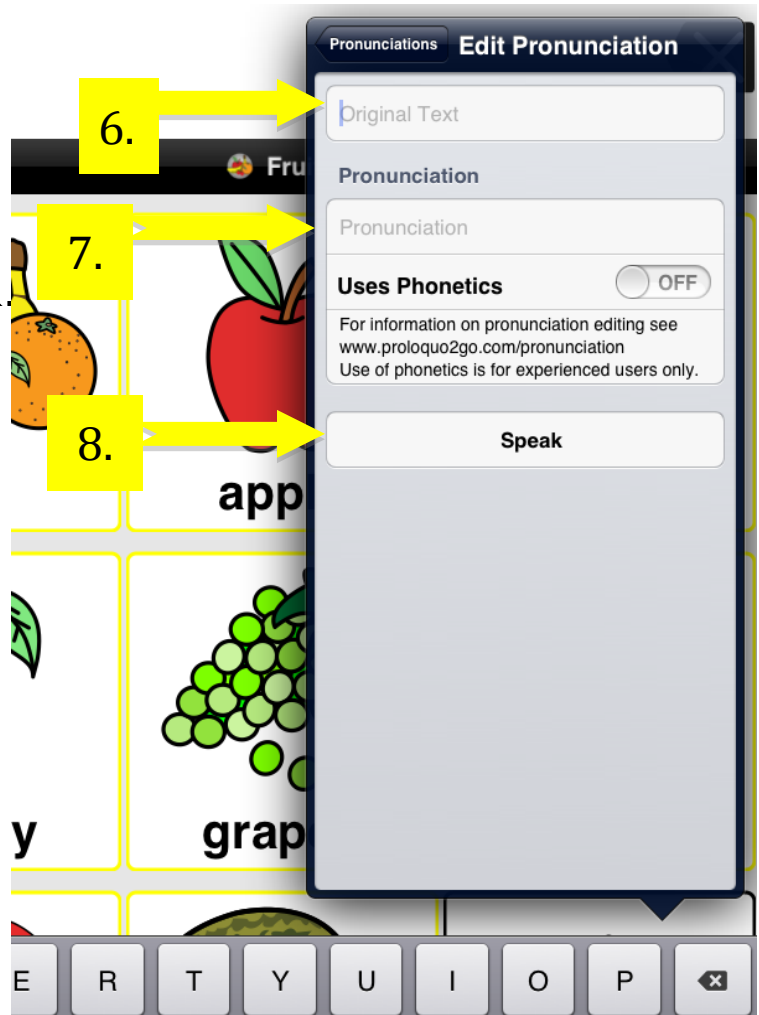 Pronunciations Edit Pronunciation
6.
Original Text
Fru
Pronunciation
7.
Pronunciation
Uses Phonetics OFF
For information on pronunciation editing see
www.proloquo2go.com/pronunciation
Use of phonetics is for experienced users only.
8.
Speak
app
y grap
E R T Y U I O P